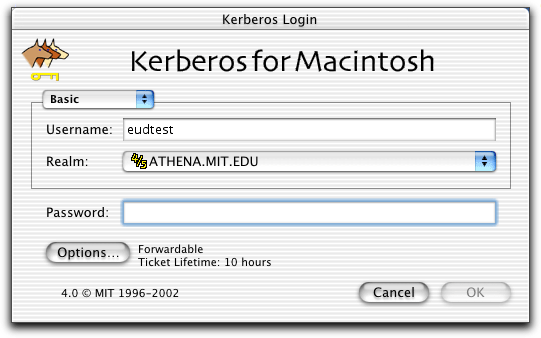 Kerberos Login
Kerberos for Macintosh
Basic
Username: eudtest
Realm: ATHENA.MIT.EDU
Password:
Options... Forwardable
Ticket Lifetime: 10 hours
4.0 © MIT 1996-2002 Cancel OK